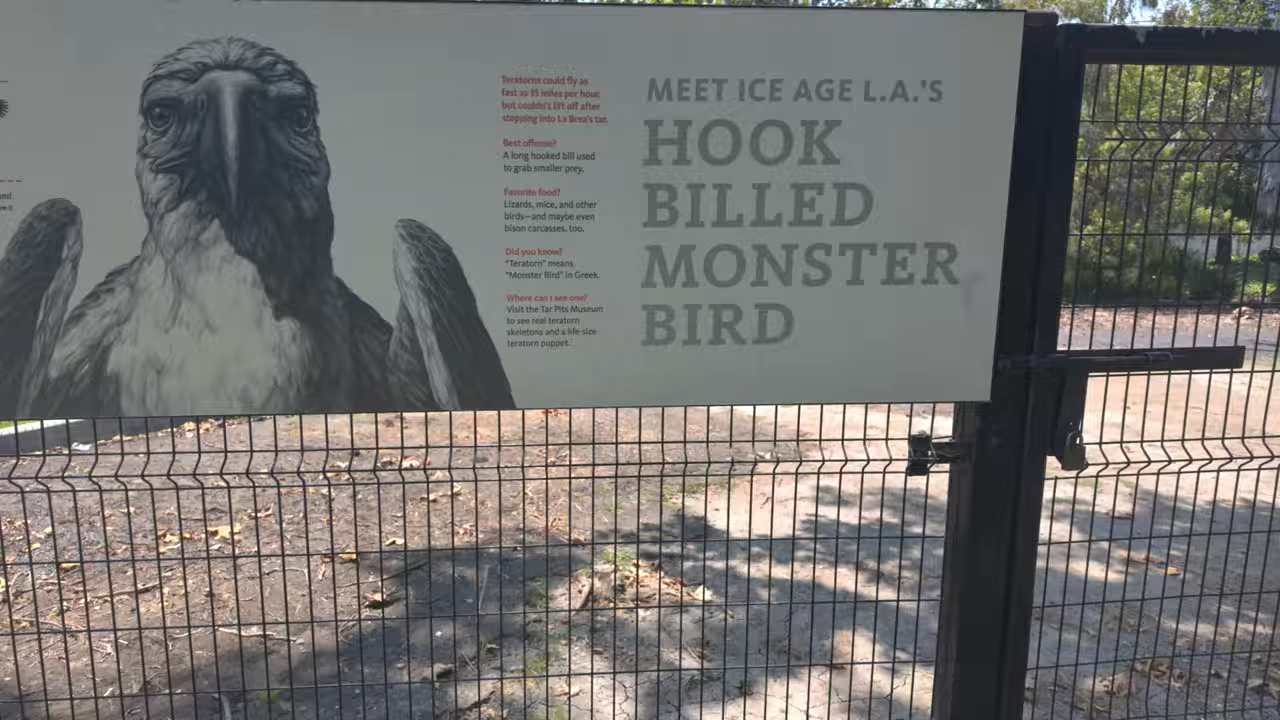 Teratorns could fly as
fast as 35 miles per hour
but couldn't lift off after
stepping into La Brea's tar.
Best offense?
A long hooked bill used
to grab smaller prey.
Favorite food?
Lizards, mice, and other
birds—and maybe even
bison carcasses, too.
Did you know?
"Teratorn" means
"Monster Bird" in Greek.
Where can I see one?
Visit the Tar Pits Museum
to see real teratorn
skeletons and a life-size
teratorn puppet.
MEET ICE AGE L.A.'S
HOOK
BILLED
MONSTER
BIRD